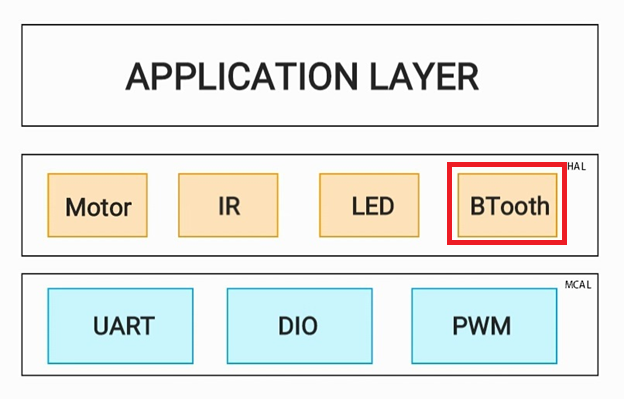 APPLICATION LAYER
HAL
Motor IR LED BTooth
MCAL
UART DIO PWM